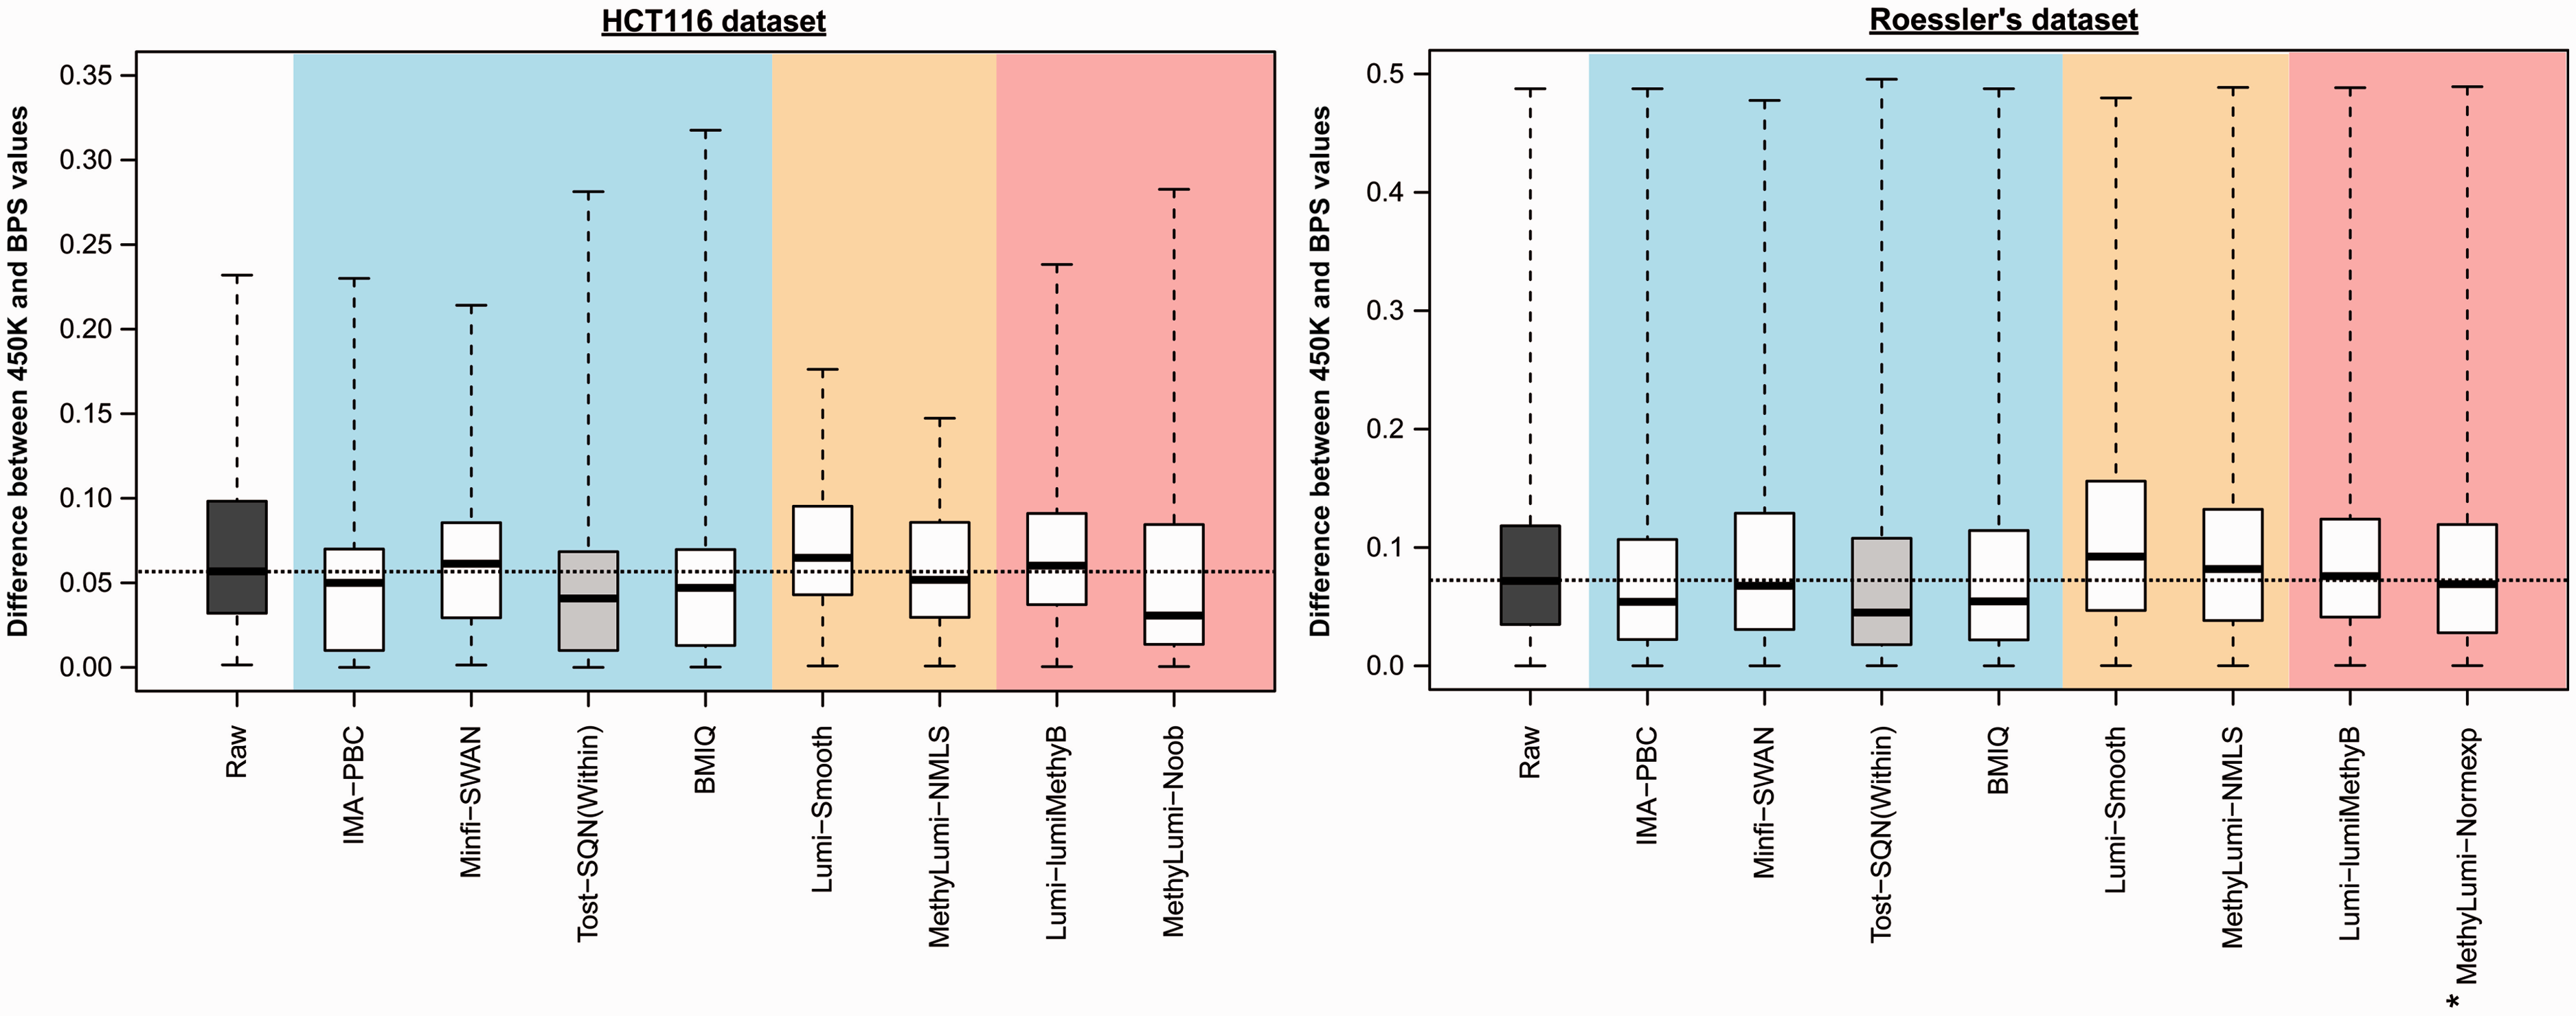 HCT116 dataset
Difference between 450K and BPS values
0.35
0.30
0.25
0.20
0.15
0.10
0.05
0.00
Raw
IMA−PBC
Minfi−SWAN
Tost−SQN(Within)
BMIQ
Lumi−Smooth
MethyLumi−NMLS
Lumi−lumiMethyB
MethyLumi−Noob
Roessler's dataset
Difference between 450K and BPS values
0.5
0.4
0.3
0.2
0.1
0.0
Raw
IMA−PBC
Minfi−SWAN
Tost−SQN(Within)
BMIQ
Lumi−Smooth
MethyLumi−NMLS
Lumi−lumiMethyB
* MethyLumi−Normexp